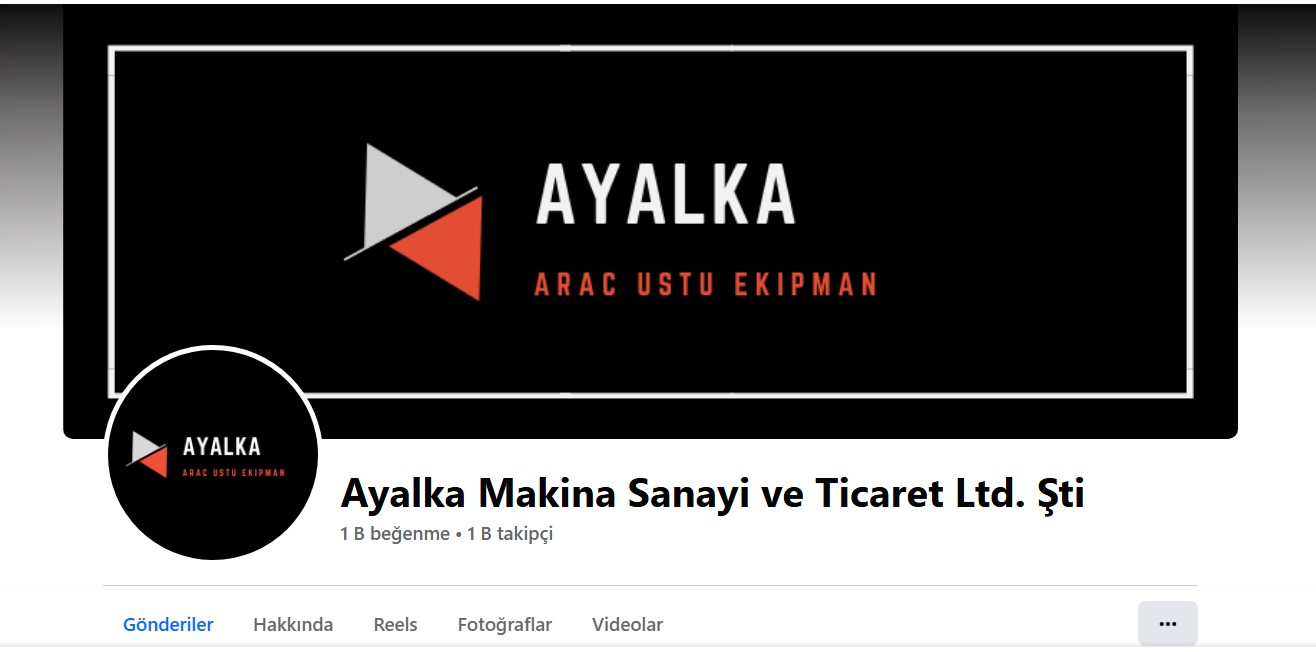 AYALKA
ARAC USTU EKIPMAN
AYALKA
ARAC USTU EKIPMAN
Ayalka Makina Sanayi ve Ticaret Ltd. Şti
1 B beğenme • 1 B takipçi
Gönderiler Hakkında Reels Fotoğraflar Videolar